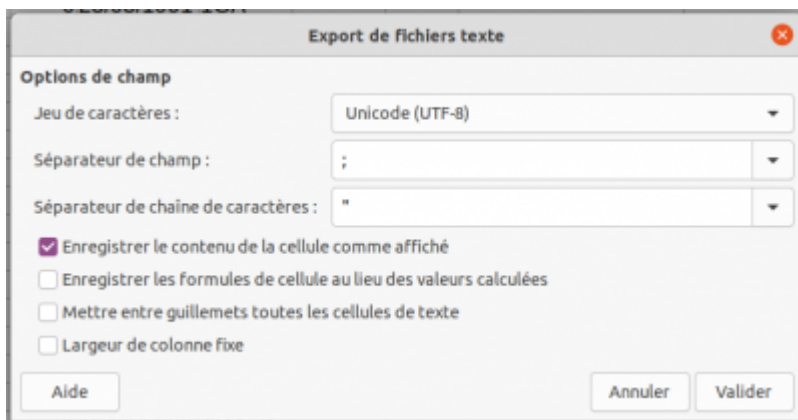 Export de fichiers texte
Options de champ
Jeu de caractères :
Unicode (UTF-8)
Séparateur de champ :
;
Séparateur de chaîne de caractères :
"
Enregistrer le contenu de la cellule comme affiché
Enregistrer les formules de cellule au lieu des valeurs calculées
Mettre entre guillemets toutes les cellules de texte
Largeur de colonne fixe
Aide
Annuler
Valider